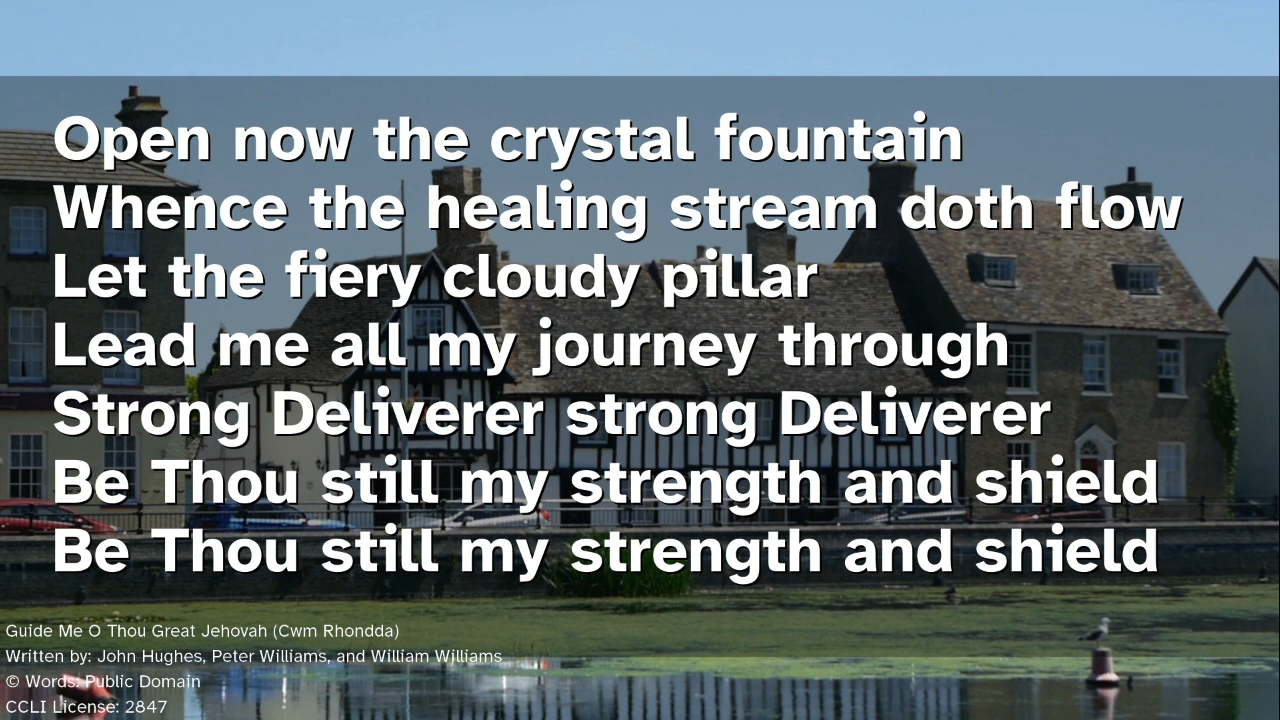 Open now the crystal fountain
Whence the healing stream doth flow
Let the fiery cloudy pillar
Lead me all my journey through
Strong Deliverer strong Deliverer
Be Thou still my strength and shield
Be Thou still my strength and shield
Guide Me O Thou Great Jehovah (Cwm Rhondda)
Written by: John Hughes, Peter Williams, and William Williams
© Words: Public Domain
CCLI License: 2847